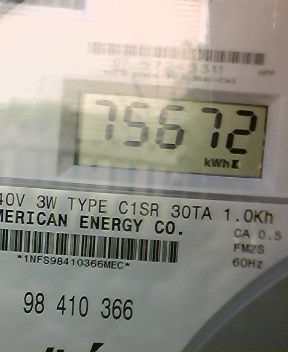 75672
kWh
40V 3W TYPE C1SR 30TA 1.0Kh
MERICAN ENERGY CO.
CA 0.5
FM2S
60Hz
*1NFS98410366MEC*
98 410 366